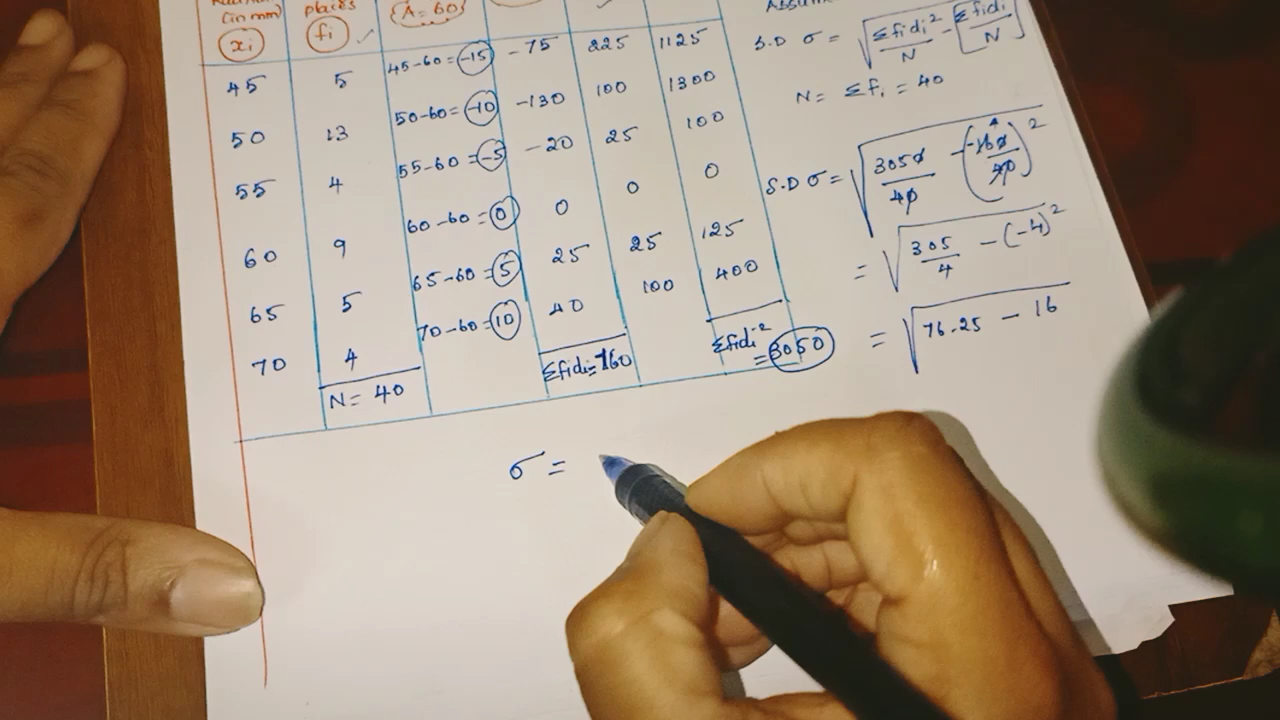 (in mm) plates (A = 60)
xi fi ✓
45 5 45-60 = -15 -75 225 1125
50 13 50-60 = -10 -130 100 1300
55 4 55-60 = -5 -20 25 100
60 9 60-60 = 0 0 0 0
65 5 65-60 = 5 25 25 125
70 4 70-60 = 10 40 100 400
N = 40 Σfidi = 160 Σfidi² = 3050
S.D σ = √(Σfidi²/N - [Σfidi/N])
N = Σfi = 40
S.D σ = √(3050/40 - (-160/40)²)
= √(305/4 - (-4)²)
= √(76.25 - 16)
σ =